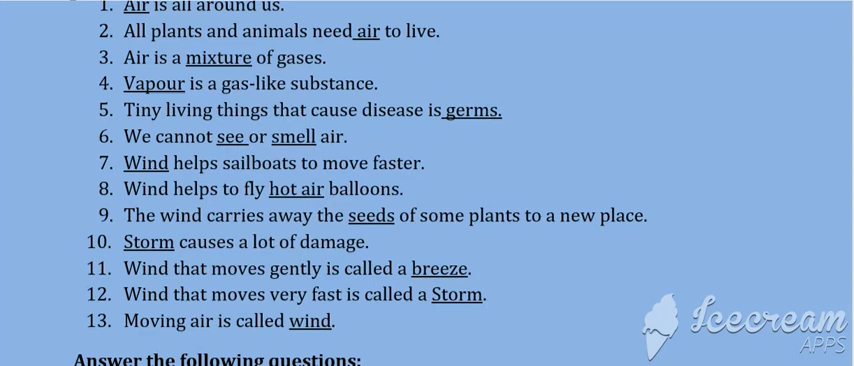 1. Air is all around us.
2. All plants and animals need air to live.
3. Air is a mixture of gases.
4. Vapour is a gas-like substance.
5. Tiny living things that cause disease is germs.
6. We cannot see or smell air.
7. Wind helps sailboats to move faster.
8. Wind helps to fly hot air balloons.
9. The wind carries away the seeds of some plants to a new place.
10. Storm causes a lot of damage.
11. Wind that moves gently is called a breeze.
12. Wind that moves very fast is called a Storm.
13. Moving air is called wind.
Icecream
APPS
Answer the following questions: